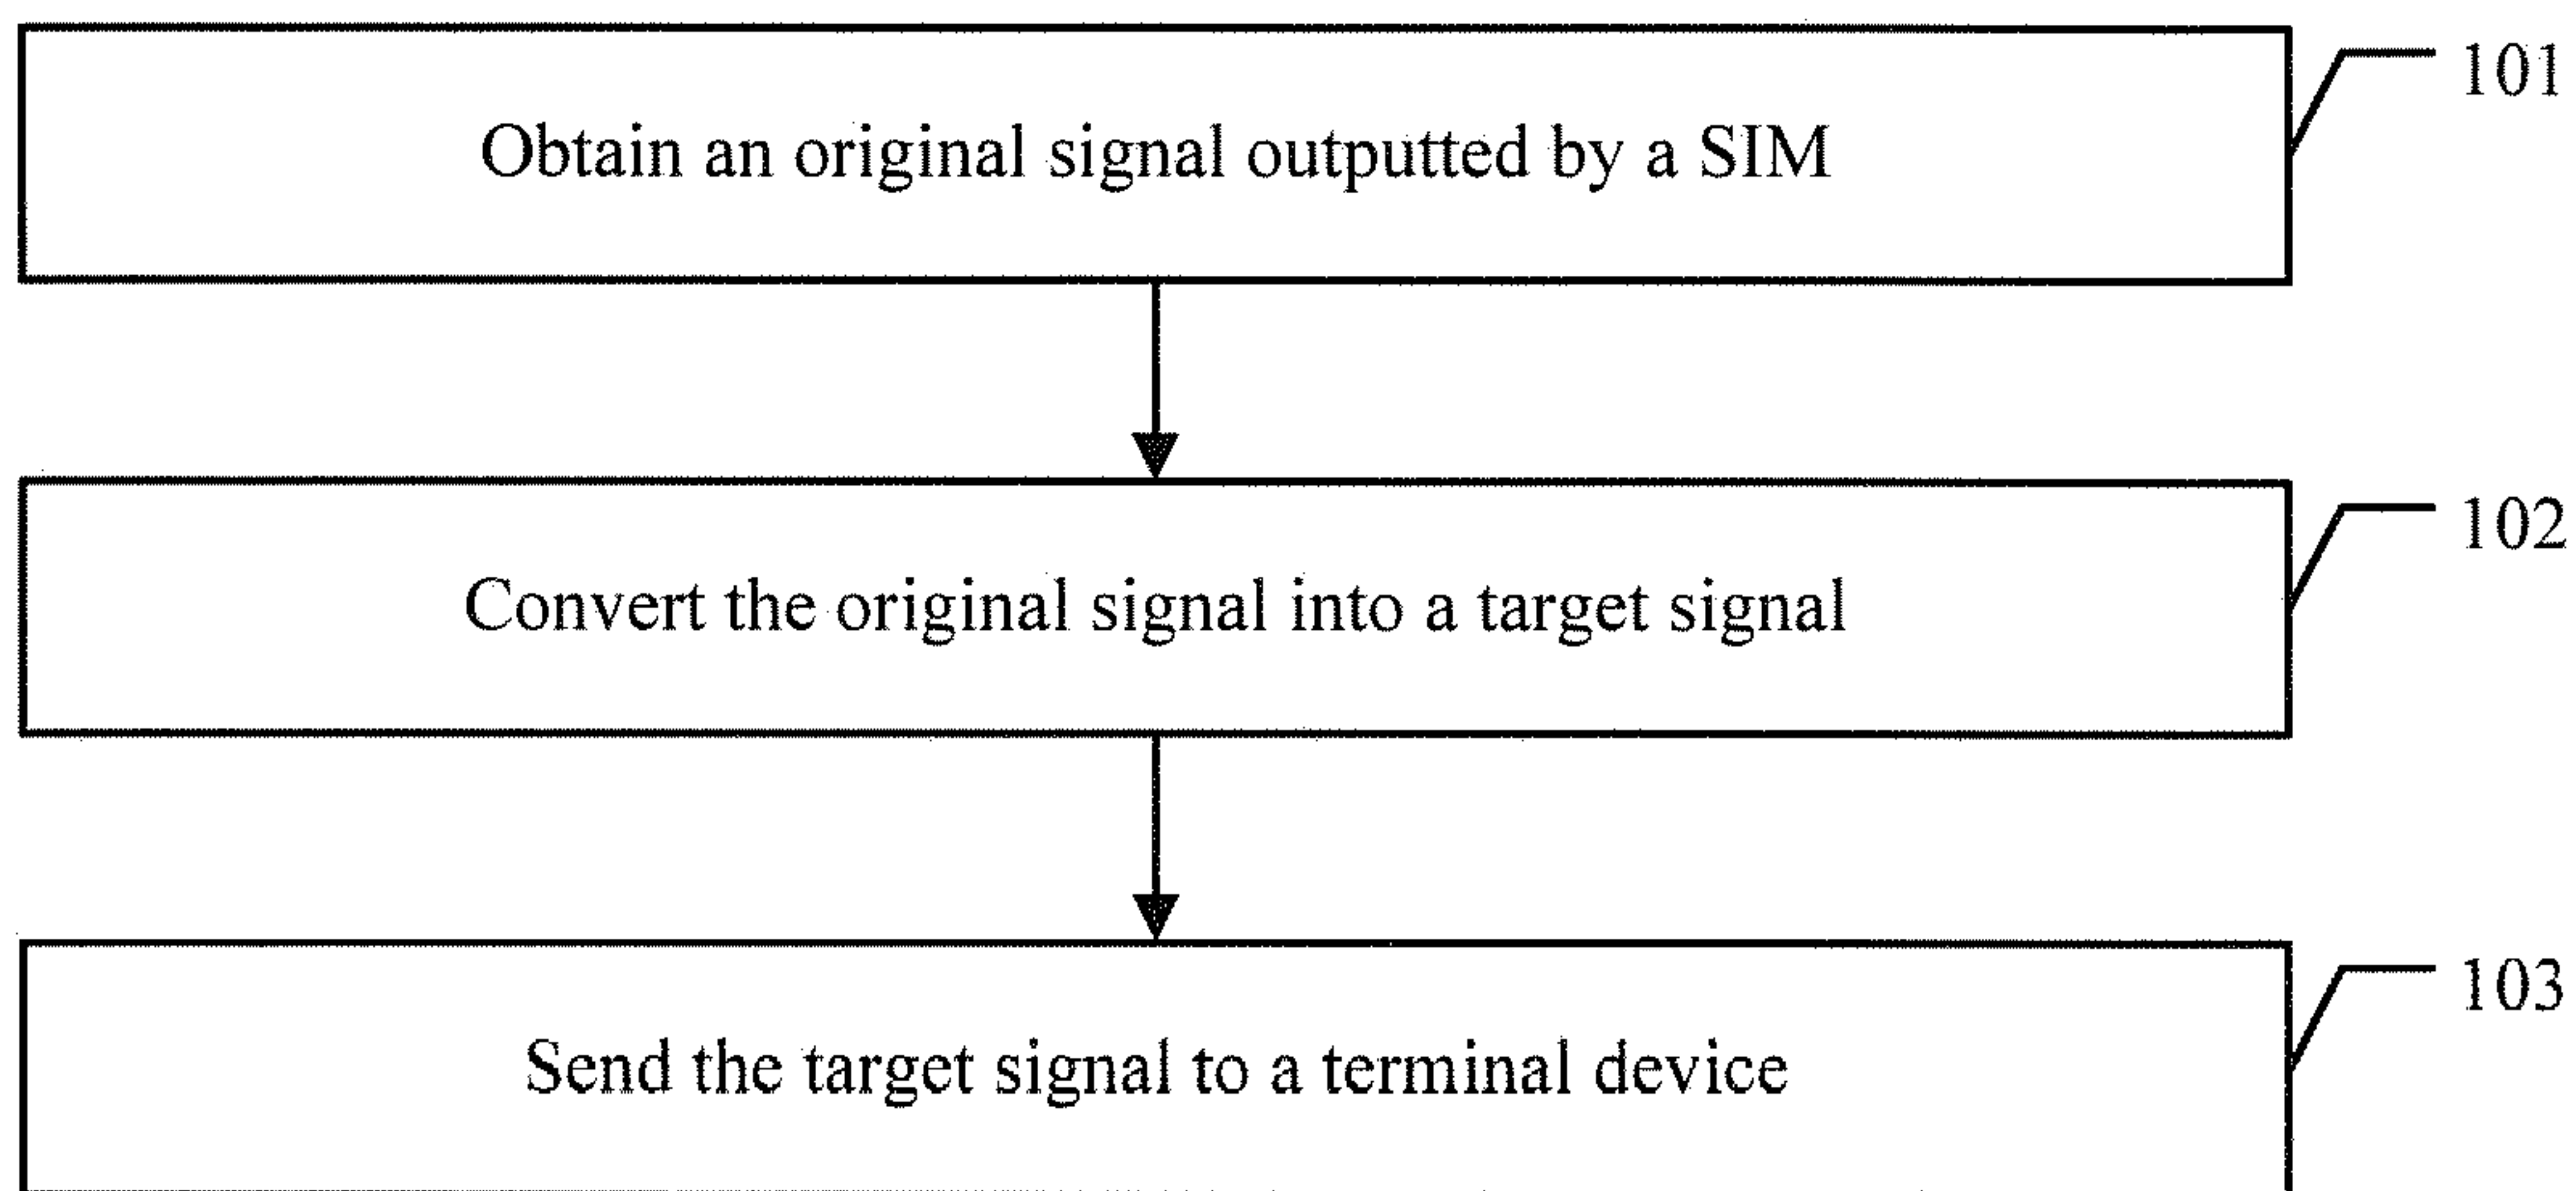 101
Obtain an original signal outputted by a SIM
102
Convert the original signal into a target signal
103
Send the target signal to a terminal device